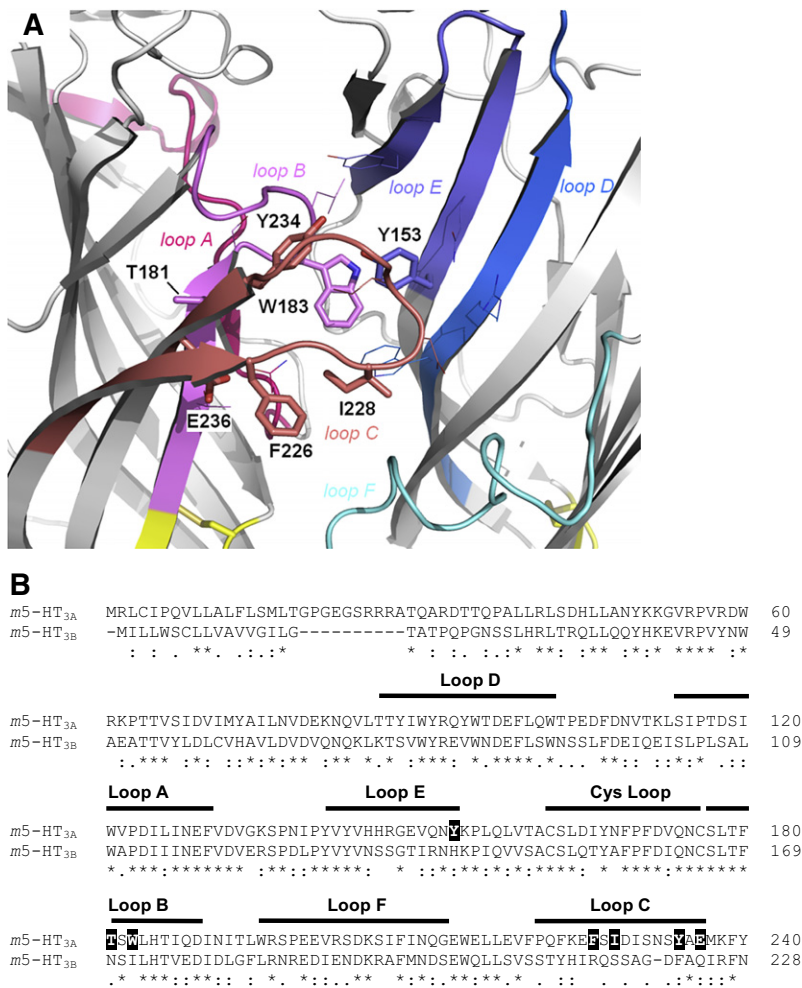 A
loop B
loop E
loop D
Y234
Y153
loop A
T181
W183
E236
F226
I228
loop C
loop F
B
m5-HT3A MRLCIPQVLLALFLSMLTGPGEGSRRRATQARDTTQPALLRLSDHLLANYKKGVRPVRDW 60
m5-HT3B -MILLWSCLLVAVVGILG----------TATPQPGNSSLHRLTRQLLQQYHKEVRPVYNW 49
: : . **. .:.:* * : :. .: **: :** :*:* **** :*
Loop D
m5-HT3A RKPTTVSIDVIMYAILNVDEKNQVLTTYIWYRQYWTDEFLQWTPEDFDNVTKLSIPTDSI 120
m5-HT3B AEATTVYLDLCVHAVLDVDVQNQKLKTSVWYREVWNDEFLSWNSSLFDEIQEISLPLSAL 109
:.*** :*: ::*:*:** :** *.* :***: *.****.*... **:: ::*:* .::
Loop A
Loop E
Cys Loop
m5-HT3A WVPDILINEFVDVGKSPNIPYVYVHHRGEVQNYKPLQLVTACSLDIYNFPFDVQNCSLTF 180
m5-HT3B WAPDIIINEFVDVERSPDLPYVYVNSSGTIRNHKPIQVVSACSLQTYAFPFDIQNCSLTF 169
*.***:******* :**::*****: * ::*:**:*:*:****: * ****:*******
Loop B
Loop F
Loop C
m5-HT3A TSWLHTIQDINITLWRSPEEVRSDKSIFINQGEWELLEVFPQFKEFSIDISNSYAEMKFY 240
m5-HT3B NSILHTVEDIDLGFLRNREDIENDKRAFMNDSEWQLLSVSSTYHIRQSSAG-DFAQIRFN 228
.* ***::**:: : *. *::..** *:*:.**:**.* . :: . . . .:*:::*